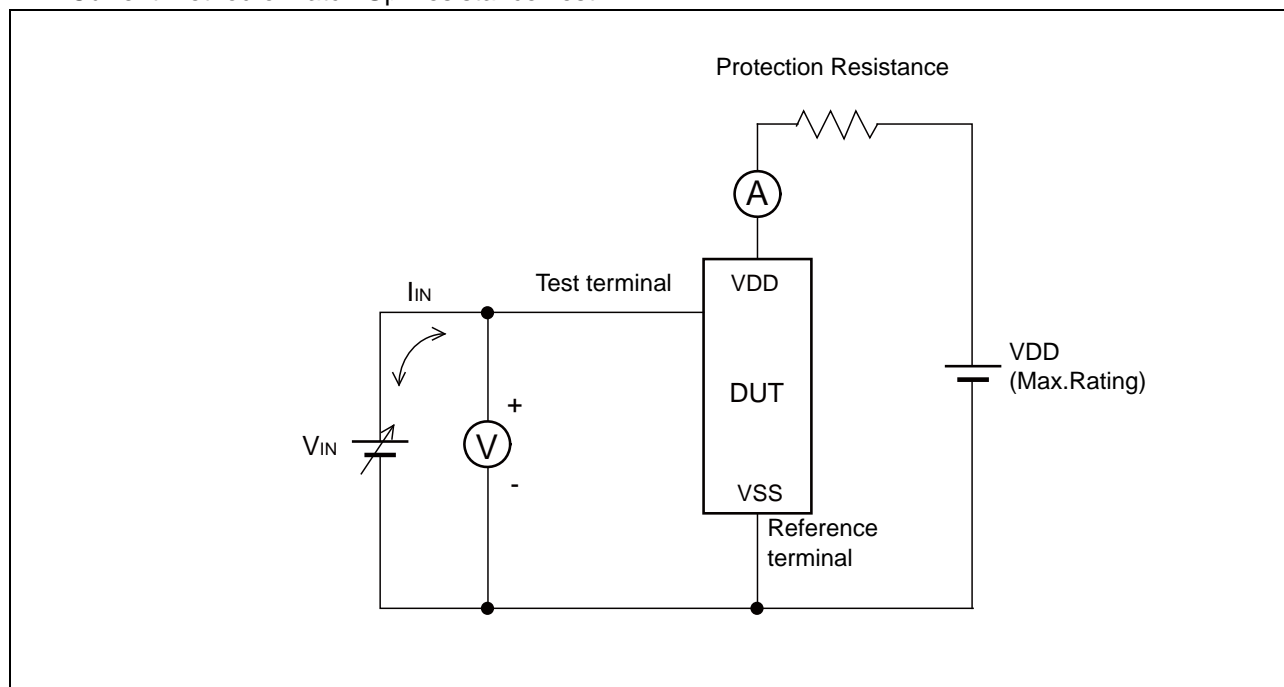 Protection Resistance
A
Test terminal
VDD
IIN
DUT
VDD
(Max.Rating)
VIN
+
V
-
VSS
Reference
terminal